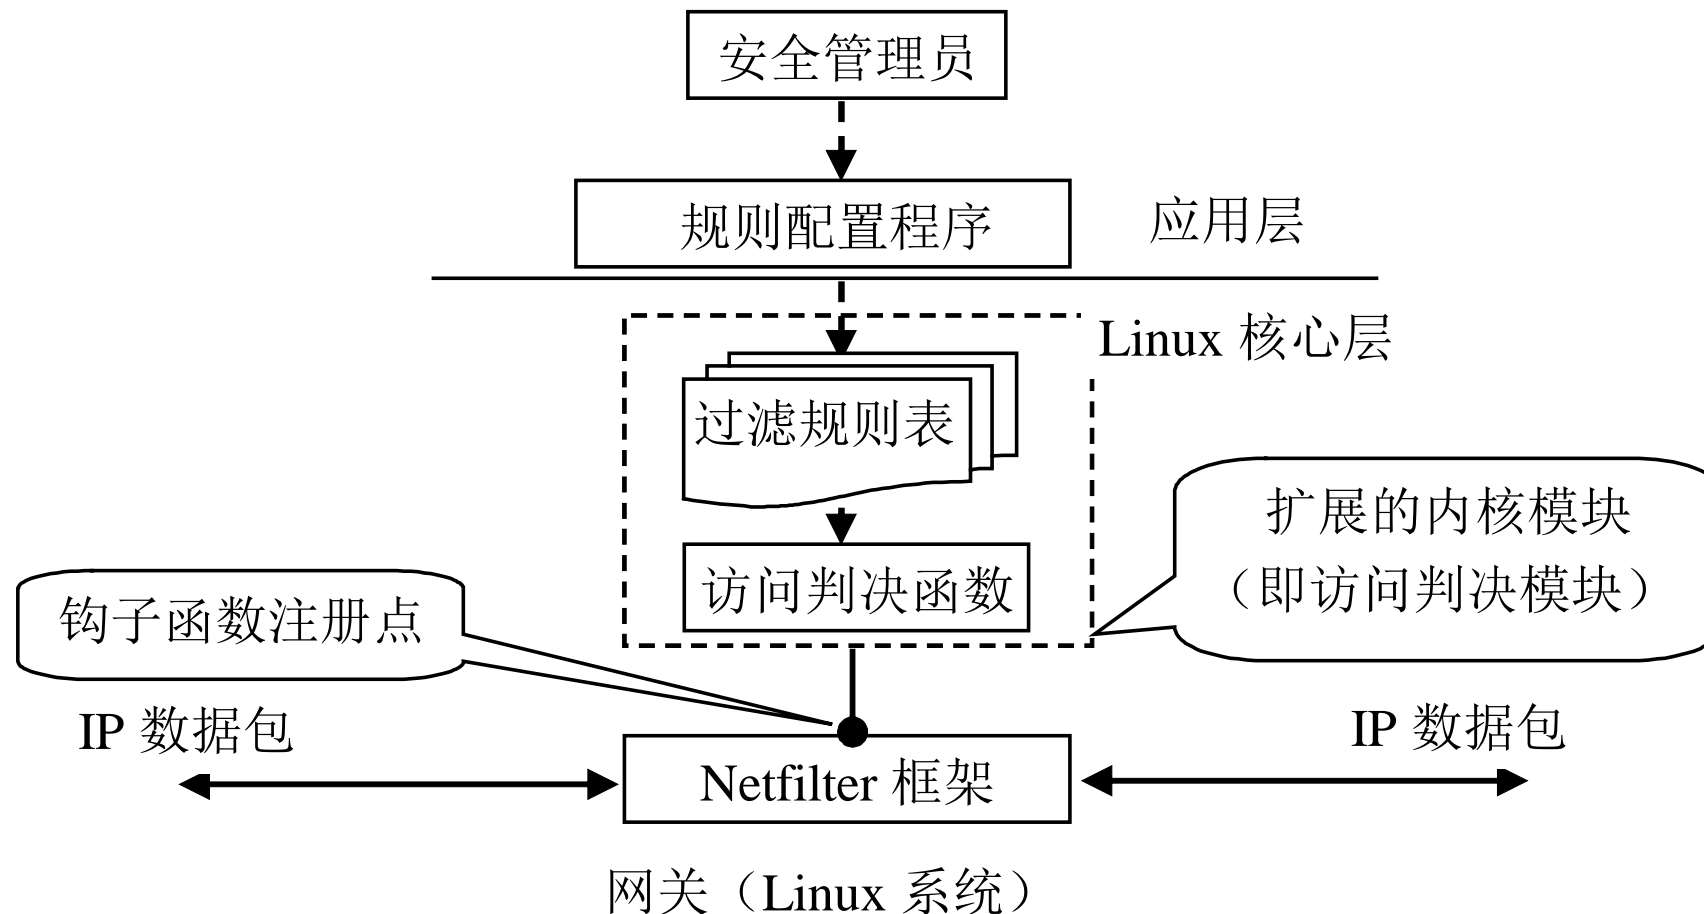 安全管理员
规则配置程序
应用层
Linux 核心层
过滤规则表
扩展的内核模块
(即访问判决模块)
访问判决函数
钩子函数注册点
IP 数据包
IP 数据包
Netfilter 框架
网关(Linux 系统)